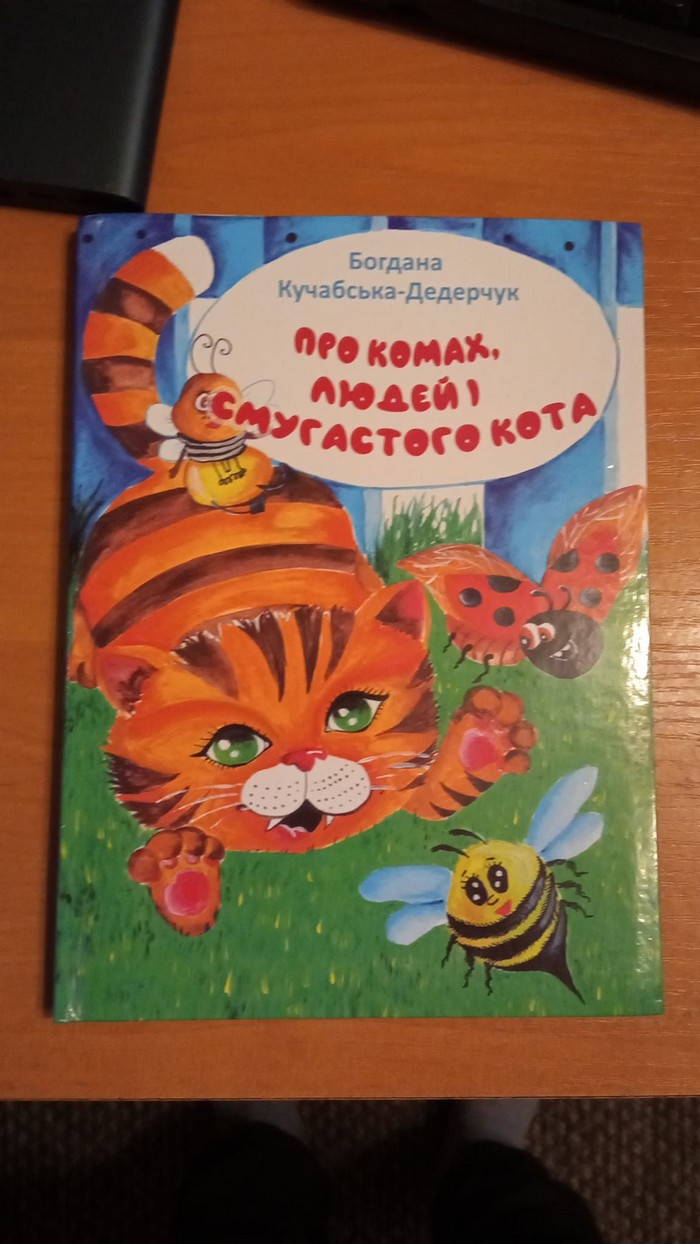 Богдана
Кучабська-Дедерчук
ПРО КОМАХ,
ЛЮДЕЙ І
СМУГАСТОГО КОТА